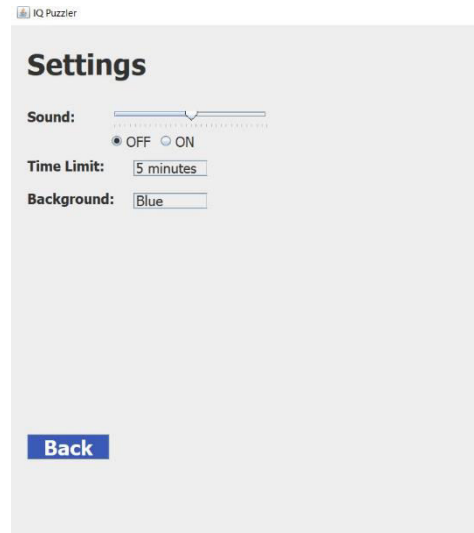 IQ Puzzler
Settings
Sound:
OFF ON
Time Limit: 5 minutes
Background: Blue
Back